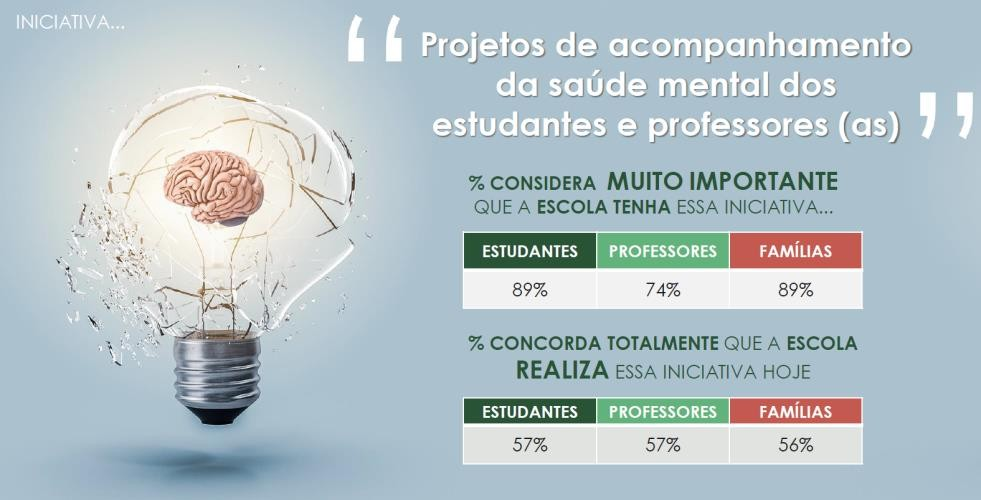 INICIATIVA...
“ Projetos de acompanhamento
da saúde mental dos
estudantes e professores (as) ”
% CONSIDERA MUITO IMPORTANTE
QUE A ESCOLA TENHA ESSA INICIATIVA...
ESTUDANTES PROFESSORES FAMÍLIAS
89% 74% 89%
% CONCORDA TOTALMENTE QUE A ESCOLA
REALIZA ESSA INICIATIVA HOJE
ESTUDANTES PROFESSORES FAMÍLIAS
57% 57% 56%